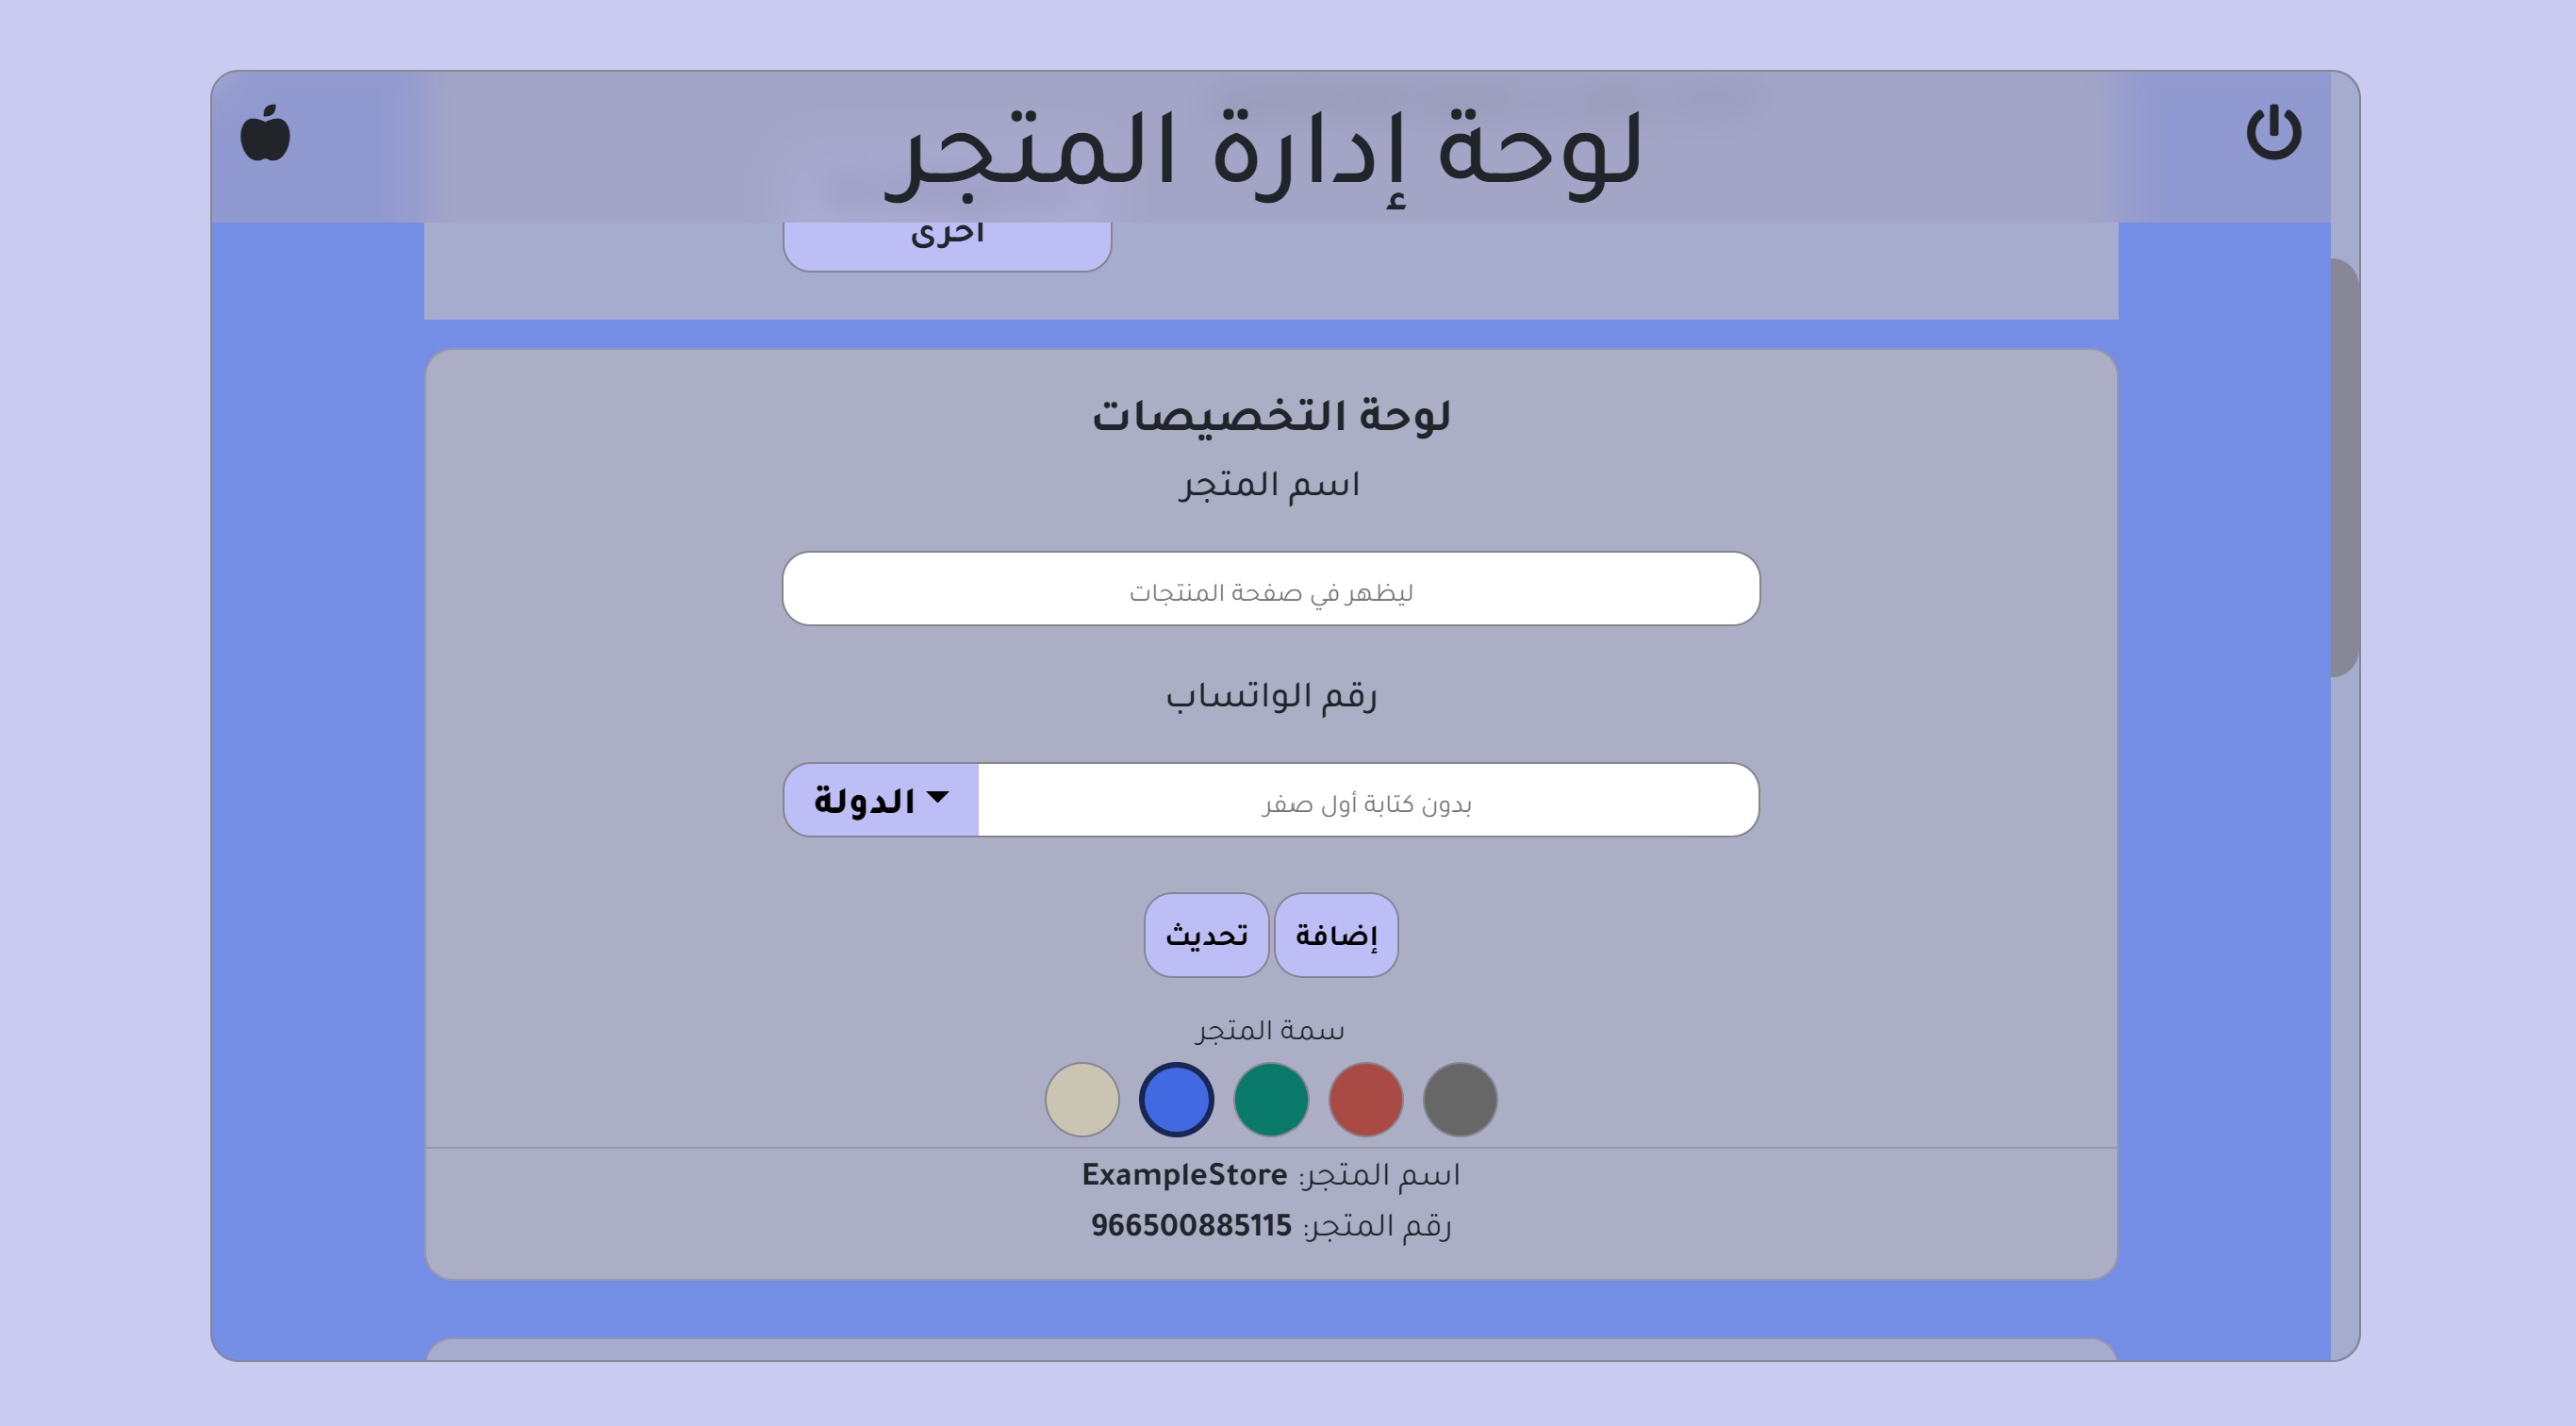 لوحة إدارة المتجر
أخرى
لوحة التخصيصات
اسم المتجر
ليظهر في صفحة المنتجات
رقم الواتساب
بدون كتابة أول صفر
الدولة
إضافة
تحديث
سمة المتجر
اسم المتجر: ExampleStore
رقم المتجر: 966500885115